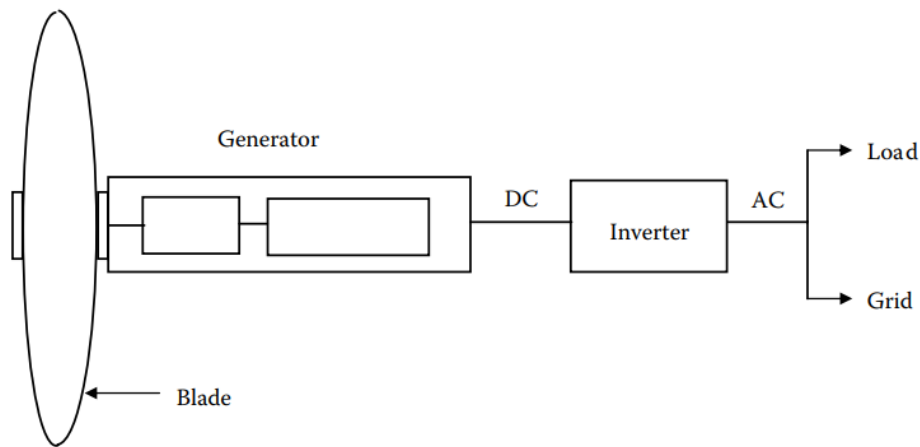 Generator
DC
Inverter
AC
Load
Grid
Blade